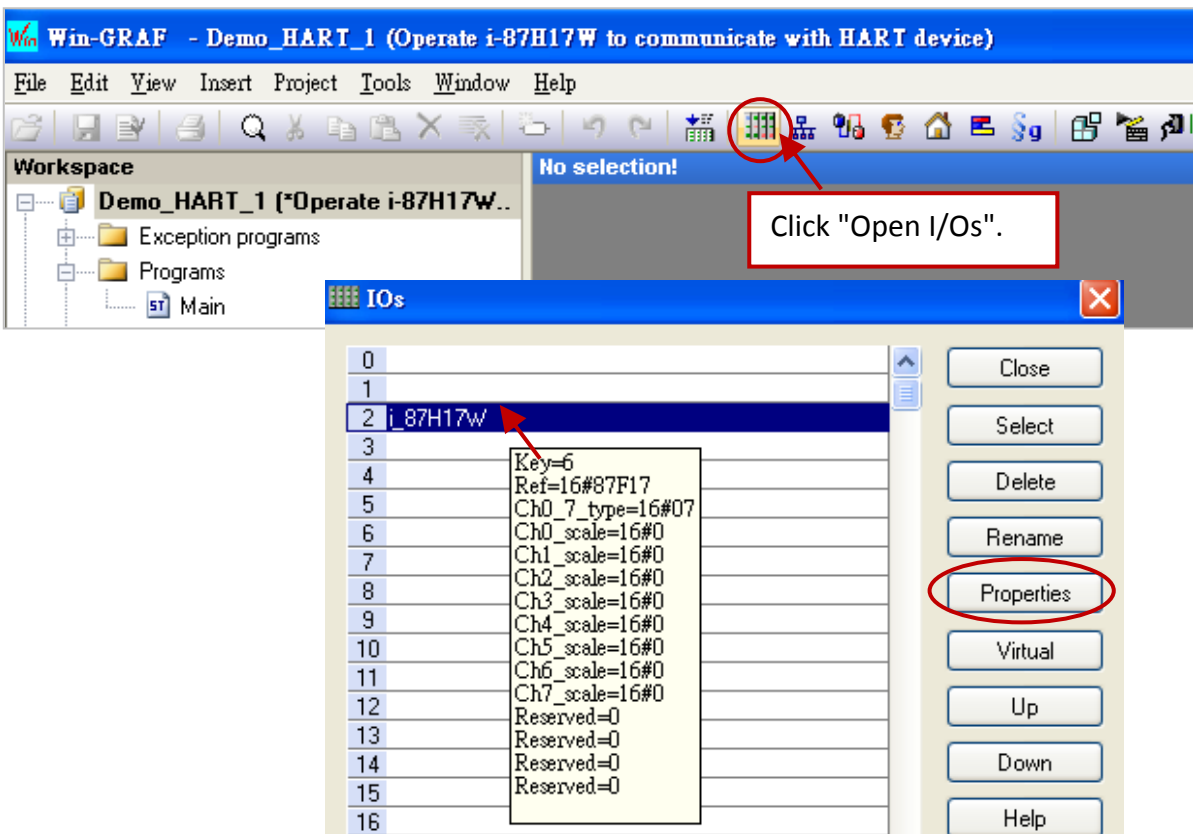 Win-GRAF - Demo_HART_1 (Operate i-87H17W to communicate with HART device)
File Edit View Insert Project Tools Window Help
Workspace
No selection!
Demo_HART_1 (*Operate i-87H17W..
Exception programs
Programs
ST Main
Click "Open I/Os".
IOs
0
1
2 i_87H17W
3
4
5
6
7
8
9
10
11
12
13
14
15
16
Key=6
Ref=16#87F17
Ch0_7_type=16#07
Ch0_scale=16#0
Ch1_scale=16#0
Ch2_scale=16#0
Ch3_scale=16#0
Ch4_scale=16#0
Ch5_scale=16#0
Ch6_scale=16#0
Ch7_scale=16#0
Reserved=0
Reserved=0
Reserved=0
Reserved=0
Close
Select
Delete
Rename
Properties
Virtual
Up
Down
Help